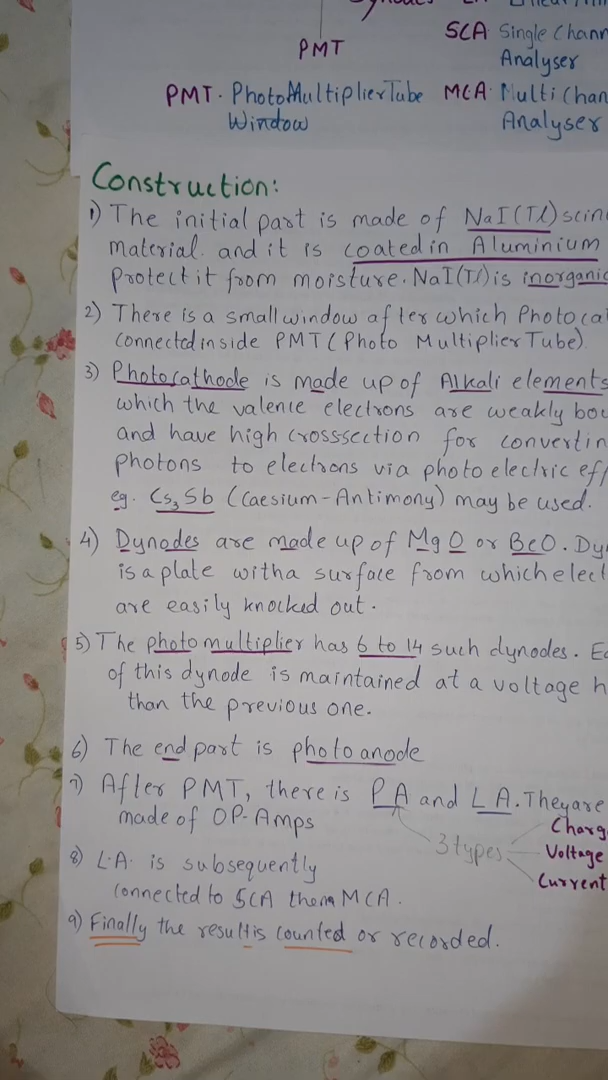 PMT
SCA Single Chann
Analyser
PMT. PhotoMultiplierTube MCA. Multi Chan
Window Analyser
Construction:
1) The initial part is made of NaI(Tl) scin
material. and it is coated in Aluminium
Protect it from moisture. NaI(Tl) is inorganic
2) There is a small window after which Photoca
connected inside PMT (Photo Multiplier Tube).
3) Photocathode is made up of Alkali elements
which the valence electrons are weakly bou
and have high crosssection for convertin
Photons to electrons via photo electric eff
eg. Cs3Sb (Caesium-Antimony) may be used.
4) Dynodes are made up of MgO or BeO. Dy
is a plate with a surface from which elect
are easily knocked out.
5) The photomultiplier has 6 to 14 such dynodes. Ea
of this dynode is maintained at a voltage h
than the previous one.
6) The end part is photo anode
7) After PMT, there is PA and LA. They are
made of OP-Amps
3 types
Charg
Voltage
Current
8) L.A. is subsequently
connected to SCA then MCA.
9) Finally the result is counted or recorded.